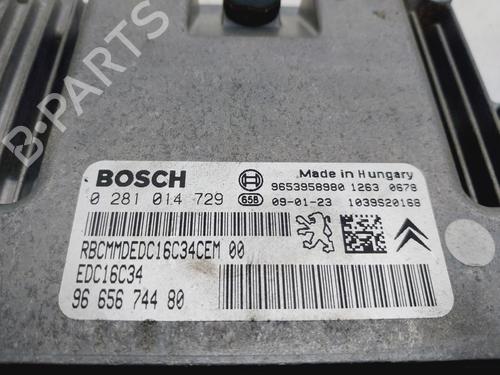 B-PARTS
BOSCH
Made in Hungary
9653958980 1263 0678
0 281 014 729
65B
09-01-23
1039S20168
RBCMMDEDC16C34CEM 00
EDC16C34
96 656 744 80